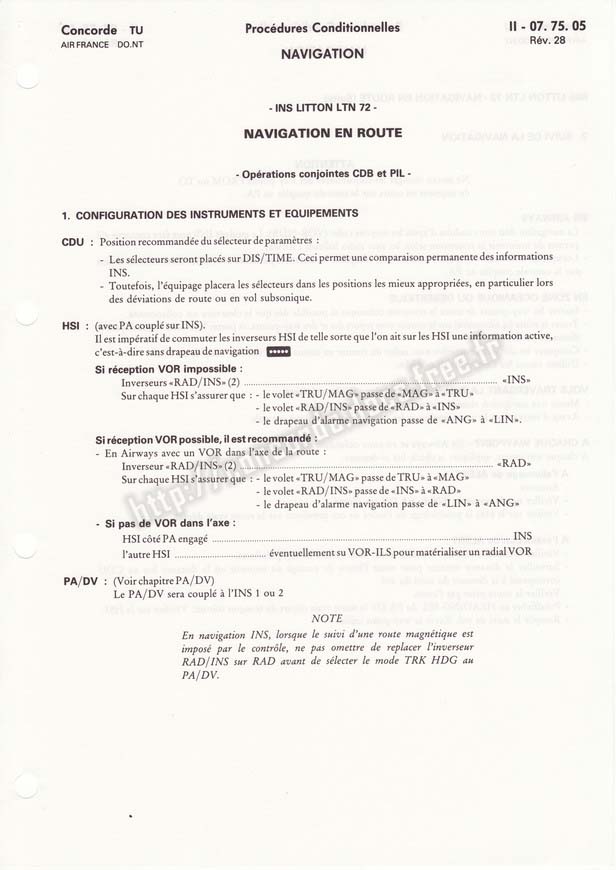 Concorde TU
AIR FRANCE DO.NT
Procédures Conditionnelles
NAVIGATION
II - 07. 75. 05
Rév. 28
- INS LITTON LTN 72 -
NAVIGATION EN ROUTE
- Opérations conjointes CDB et PIL -
1. CONFIGURATION DES INSTRUMENTS ET EQUIPEMENTS
CDU : Position recommandée du sélecteur de paramètres :
- Les sélecteurs seront placés sur DIS/TIME. Ceci permet une comparaison permanente des informations
INS.
- Toutefois, l'équipage placera les sélecteurs dans les positions les mieux appropriées, en particulier lors
des déviations de route ou en vol subsonique.
HSI : (avec PA couplé sur INS).
Il est impératif de commuter les inverseurs HSI de telle sorte que l'on ait sur les HSI une information active,
c'est-à-dire sans drapeau de navigation
Si réception VOR impossible :
Inverseurs «RAD/INS» (2) ........ «INS»
Sur chaque HSI s'assurer que : - le volet «TRU/MAG» passe de «MAG» à «TRU»
- le volet «RAD/INS» passe de «RAD» à «INS»
- le drapeau d'alarme navigation passe de «ANG» à «LIN».
Si réception VOR possible, il est recommandé :
- En Airways avec un VOR dans l'axe de la route :
Inverseur «RAD/INS» (2) ........ «RAD»
Sur chaque HSI s'assurer que : - le volet «TRU/MAG» passe de TRU» à «MAG»
- le volet «RAD/INS» passe de «INS» à «RAD»
- le drapeau d'alarme navigation passe de «LIN» à «ANG»
- Si pas de VOR dans l'axe :
HSI côté PA engagé ........ INS
l'autre HSI ........ éventuellement su VOR-ILS pour matérialiser un radial VOR
PA/DV : (Voir chapitre PA/DV)
Le PA/DV sera couplé à l'INS 1 ou 2
NOTE
En navigation INS, lorsque le suivi d'une route magnétique est
imposé par le contrôle, ne pas omettre de replacer l'inverseur
RAD/INS sur RAD avant de sélecter le mode TRK HDG au
PA/DV.